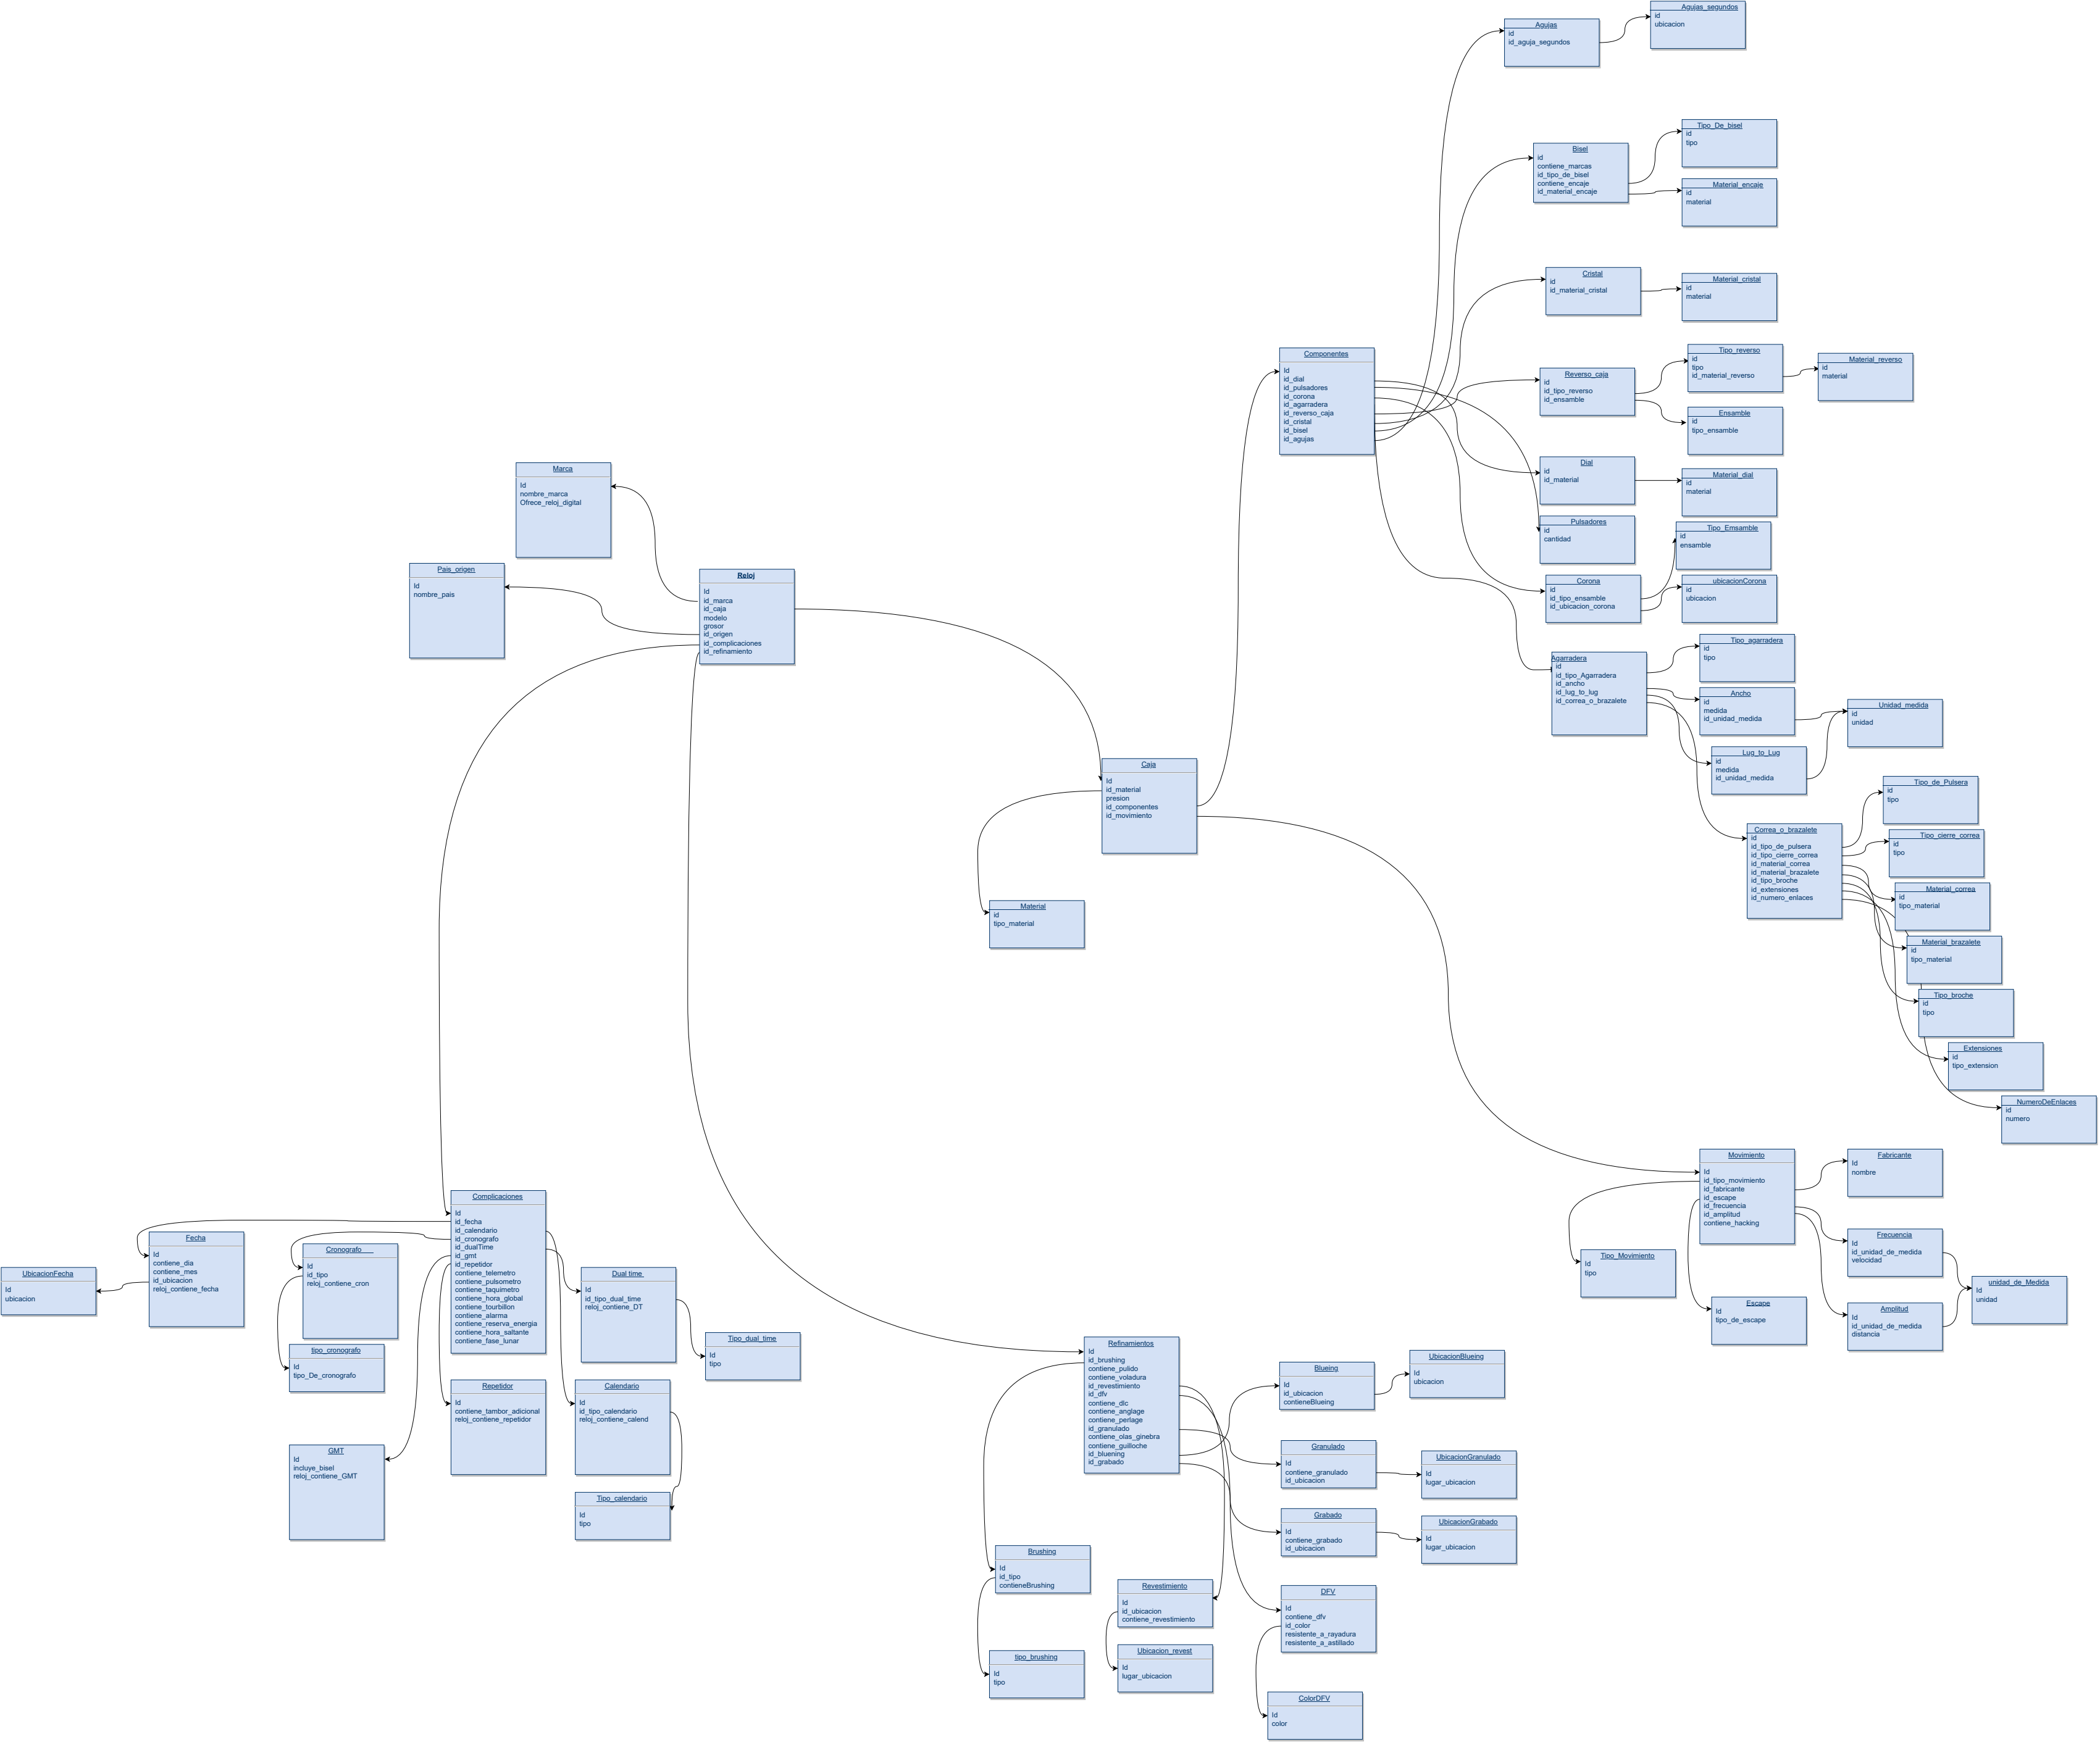 Agujas_segundos
id
ubicacion
Agujas
id
id_aguja_segundos
Tipo_De_bisel
id
tipo
Bisel
id
contiene_marcas
id_tipo_de_bisel
contiene_encaje
id_material_encaje
Material_encaje
id
material
Cristal
id
id_material_cristal
Material_cristal
id
material
Componentes
Id
id_dial
id_pulsadores
id_corona
id_agarradera
id_reverso_caja
id_cristal
id_bisel
id_agujas
Reverso_caja
id
id_tipo_reverso
id_ensamble
Tipo_reverso
id
tipo
id_material_reverso
Material_reverso
id
material
Ensamble
id
tipo_ensamble
Dial
id
id_material
Material_dial
id
material
Pulsadores
id
cantidad
Tipo_Emsamble
id
ensamble
Corona
id
id_tipo_ensamble
id_ubicacion_corona
ubicacionCorona
id
ubicacion
Marca
Id
nombre_marca
Ofrece_reloj_digital
Pais_origen
Id
nombre_pais
Reloj
Id
id_marca
id_caja
modelo
grosor
id_origen
id_complicaciones
id_refinamiento
Agarradera
id
id_tipo_Agarradera
id_ancho
id_lug_to_lug
id_correa_o_brazalete
Tipo_agarradera
id
tipo
Ancho
id
medida
id_unidad_medida
Unidad_medida
id
unidad
Lug_to_Lug
id
medida
id_unidad_medida
Caja
Id
id_material
presion
id_componentes
id_movimiento
Material
id
tipo_material
Correa_o_brazalete
id
id_tipo_de_pulsera
id_tipo_cierre_correa
id_material_correa
id_material_brazalete
id_tipo_broche
id_extensiones
id_numero_enlaces
Tipo_de_Pulsera
id
tipo
Tipo_cierre_correa
id
tipo
Material_correa
id
tipo_material
Material_brazalete
id
tipo_material
Tipo_broche
id
tipo
Extensiones
id
tipo_extension
NumeroDeEnlaces
id
numero
Movimiento
Id
id_tipo_movimiento
id_fabricante
id_escape
id_frecuencia
id_amplitud
contiene_hacking
Fabricante
Id
nombre
Frecuencia
Id
id_unidad_de_medida
velocidad
unidad_de_Medida
Id
unidad
Amplitud
Id
id_unidad_de_medida
distancia
Tipo_Movimiento
Id
tipo
Escape
Id
tipo_de_escape
Complicaciones
Id
id_fecha
id_calendario
id_cronografo
id_dualTime
id_gmt
id_repetidor
contiene_telemetro
contiene_pulsometro
contiene_taquimetro
contiene_hora_global
contiene_tourbillon
contiene_alarma
contiene_reserva_energia
contiene_hora_saltante
contiene_fase_lunar
Fecha
Id
contiene_dia
contiene_mes
id_ubicacion
reloj_contiene_fecha
UbicacionFecha
Id
ubicacion
Cronografo___
Id
id_tipo
reloj_contiene_cron
tipo_cronografo
Id
tipo_De_cronografo
Dual time
Id
id_tipo_dual_time
reloj_contiene_DT
Tipo_dual_time
Id
tipo
Repetidor
Id
contiene_tambor_adicional
reloj_contiene_repetidor
Calendario
Id
id_tipo_calendario
reloj_contiene_calend
GMT
Id
incluye_bisel
reloj_contiene_GMT
Tipo_calendario
Id
tipo
Refinamientos
Id
id_brushing
contiene_pulido
contiene_voladura
id_revestimiento
id_dfv
contiene_dlc
contiene_anglage
contiene_perlage
id_granulado
contiene_olas_ginebra
contiene_guilloche
id_bluening
id_grabado
Blueing
Id
id_ubicacion
contieneBlueing
UbicacionBlueing
Id
ubicacion
Granulado
Id
contiene_granulado
id_ubicacion
UbicacionGranulado
Id
lugar_ubicacion
Grabado
Id
contiene_grabado
id_ubicacion
UbicacionGrabado
Id
lugar_ubicacion
Brushing
Id
id_tipo
contieneBrushing
Revestimiento
Id
id_ubicacion
contiene_revestimiento
DFV
Id
contiene_dfv
id_color
resistente_a_rayadura
resistente_a_astillado
tipo_brushing
Id
tipo
Ubicacion_revest
Id
lugar_ubicacion
ColorDFV
Id
color